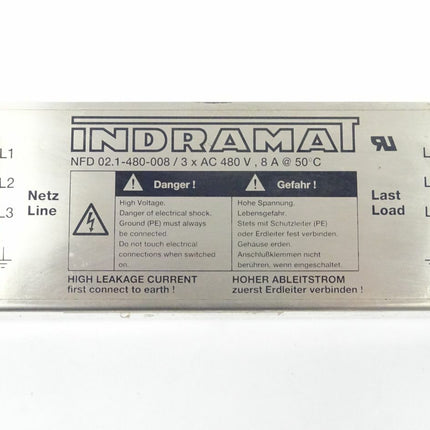 INDRAMAT
NFD 02.1-480-008 / 3 x AC 480 V , 8 A @ 50°C
L1
L2
L3
Netz
Line
Danger !
High Voltage.
Danger of electrical shock.
Ground (PE) must always
be connected.
Do not touch electrical
connections when switched
on.
Gefahr !
Hohe Spannung.
Lebensgefahr.
Stets mit Schutzleiter (PE)
oder Erdleiter fest verbinden.
Gehäuse erden.
Anschlußklemmen nicht
berühren, wenn eingeschaltet.
Last
Load
L
L
L
HIGH LEAKAGE CURRENT
first connect to earth !
HOHER ABLEITSTROM
zuerst Erdleiter verbinden !